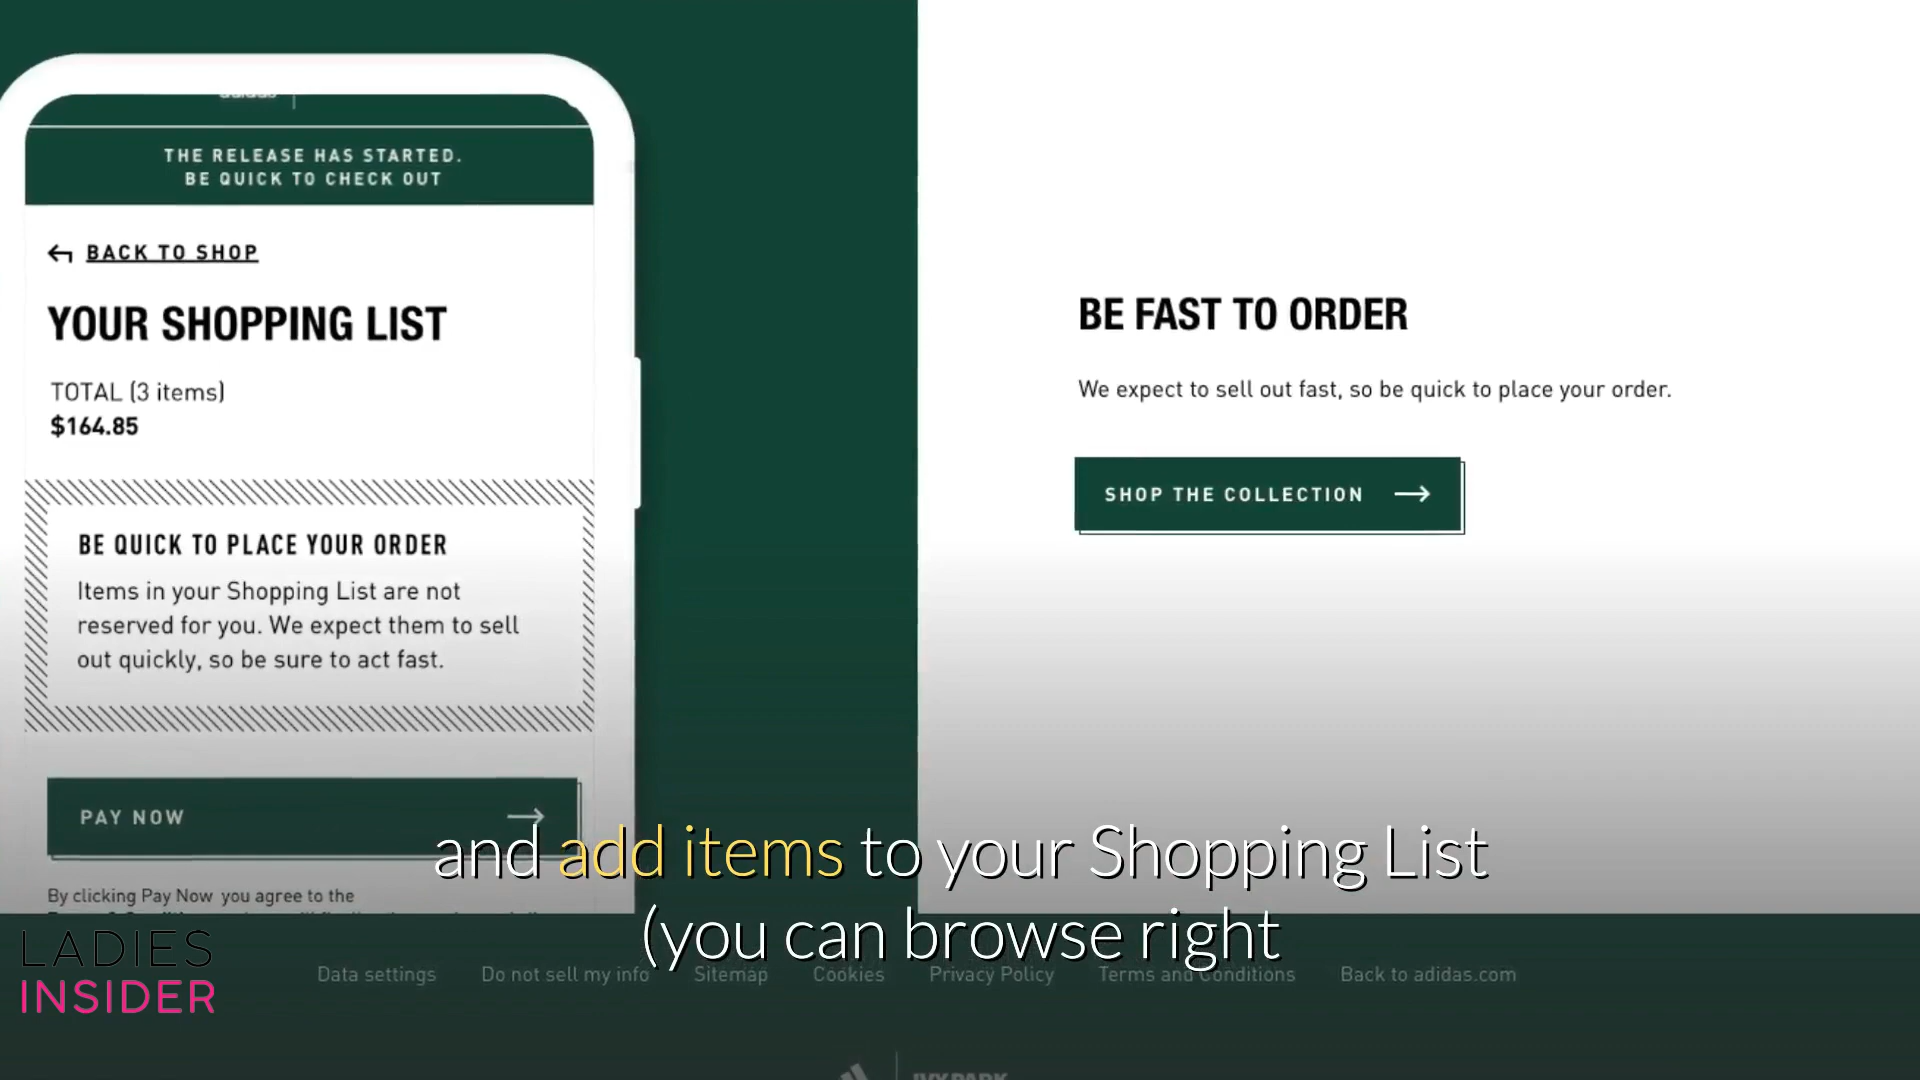 adidas
THE RELEASE HAS STARTED.
BE QUICK TO CHECK OUT
BACK TO SHOP
YOUR SHOPPING LIST
TOTAL (3 items)
$164.85
BE QUICK TO PLACE YOUR ORDER
Items in your Shopping List are not
reserved for you. We expect them to sell
out quickly, so be sure to act fast.
PAY NOW
By clicking Pay Now you agree to the
BE FAST TO ORDER
We expect to sell out fast, so be quick to place your order.
SHOP THE COLLECTION
and add items to your Shopping List
(you can browse right
LADIES
INSIDER
Data settings Do not sell my info Sitemap Cookies Privacy Policy Terms and Conditions Back to adidas.com
IVY PARK